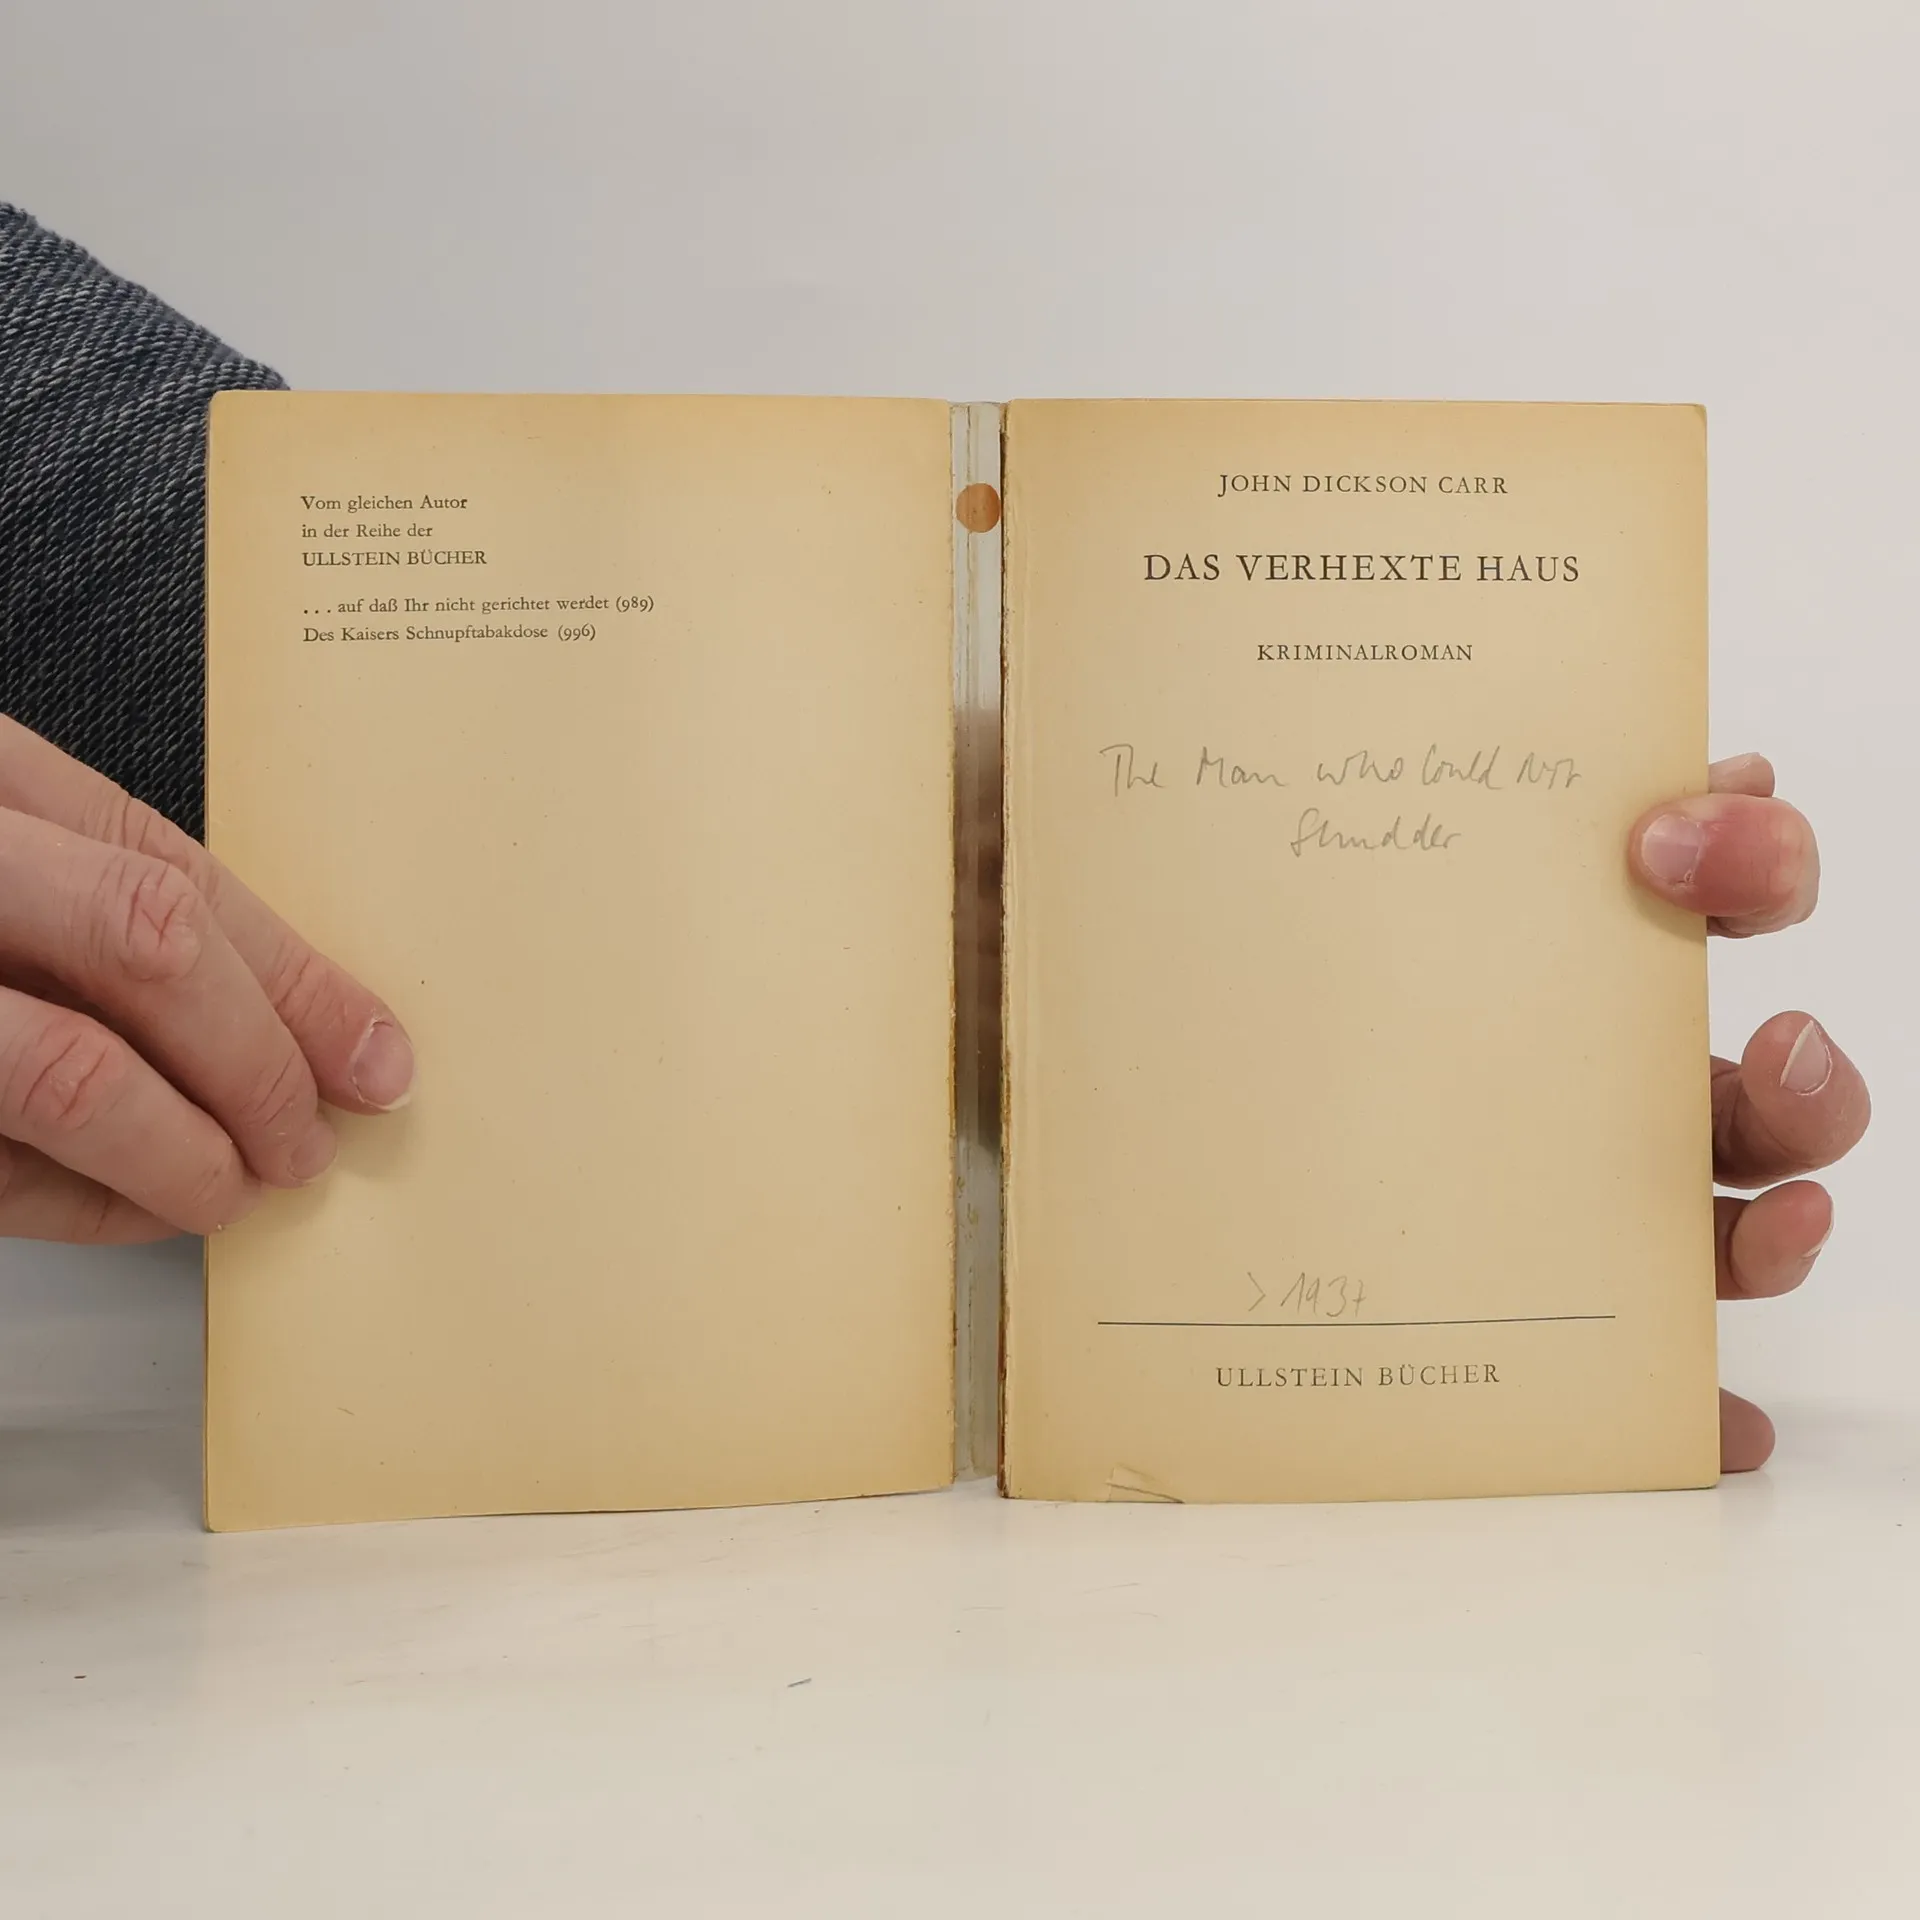 Vom gleichen Autor
in der Reihe der
ULLSTEIN BÜCHER
. . . auf daß Ihr nicht gerichtet werdet (989)
Des Kaisers Schnupftabakdose (996)
JOHN DICKSON CARR
DAS VERHEXTE HAUS
KRIMINALROMAN
The Man who Could Not
Shudder
> 1937
ULLSTEIN BÜCHER